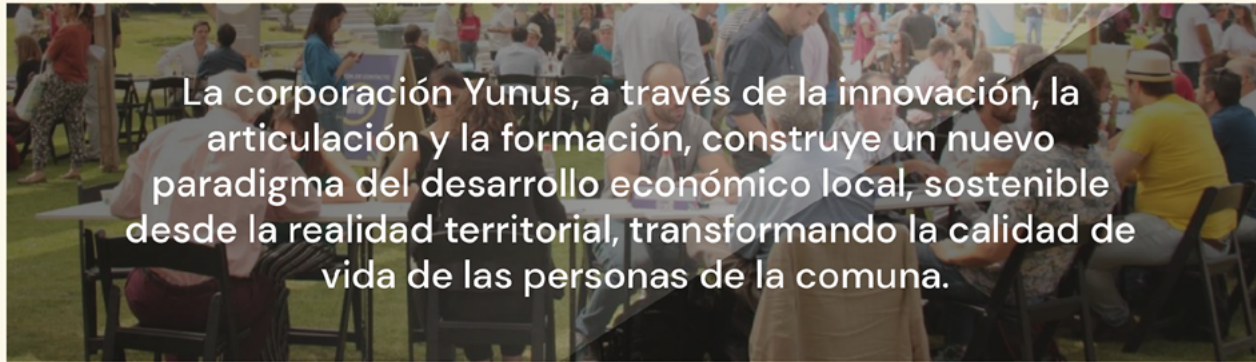 La corporación Yunus, a través de la innovación, la
articulación y la formación, construye un nuevo
paradigma del desarrollo económico local, sostenible
desde la realidad territorial, transformando la calidad de
vida de las personas de la comuna.